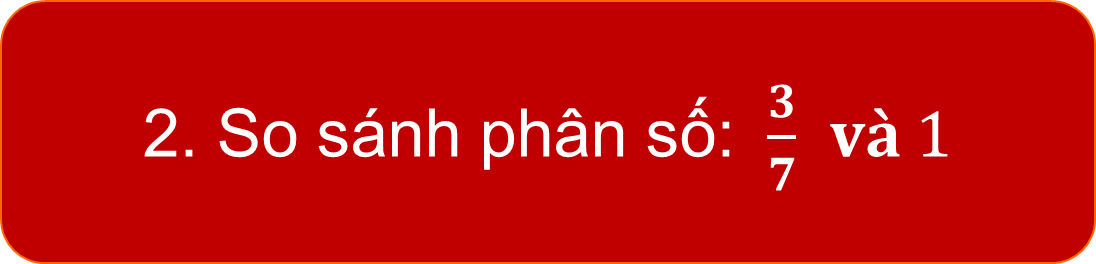 2. So sánh phân số: 3/7 và 1